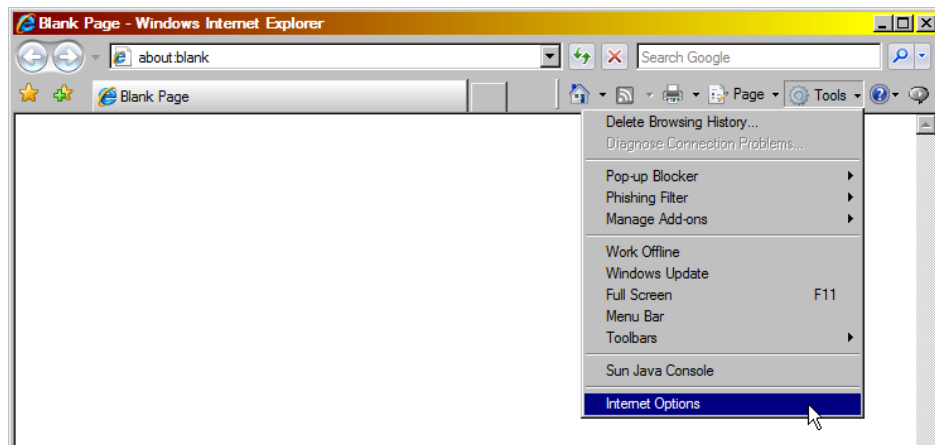 Blank Page - Windows Internet Explorer
about:blank
Search Google
Blank Page
Page
Tools
Delete Browsing History...
Diagnose Connection Problems...
Pop-up Blocker
Phishing Filter
Manage Add-ons
Work Offline
Windows Update
Full Screen F11
Menu Bar
Toolbars
Sun Java Console
Internet Options